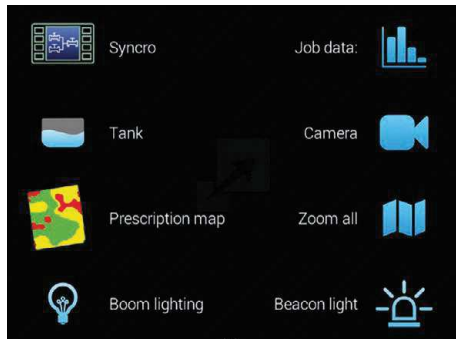 Syncro
Job data:
Tank
Camera
Prescription map
Zoom all
Boom lighting
Beacon light